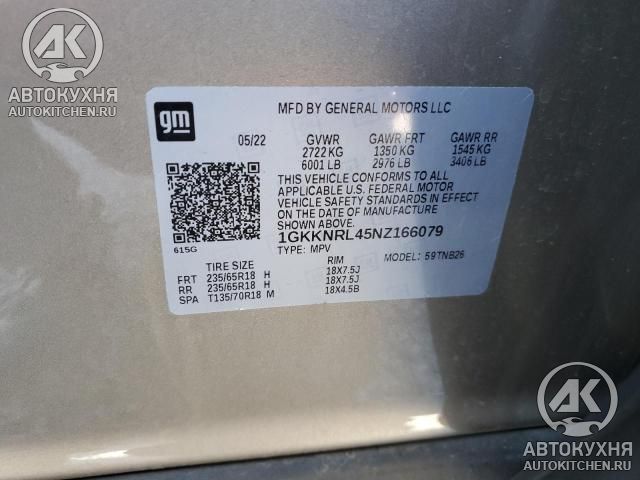 AK
АВТОКУХНЯ
AUTOKITCHEN.RU
gm
MFD BY GENERAL MOTORS LLC
05/22 GVWR GAWR FRT GAWR RR
2722 KG 1350 KG 1545 KG
6001 LB 2976 LB 3406 LB
THIS VEHICLE CONFORMS TO ALL
APPLICABLE U.S. FEDERAL MOTOR
VEHICLE SAFETY STANDARDS IN EFFECT
ON THE DATE OF MANUFACTURE
SHOWN ABOVE.
615G
1GKKNRL45NZ166079
TYPE: MPV MODEL: 59TNB26
TIRE SIZE RIM
FRT 235/65R18 H 18X7.5J
RR 235/65R18 H 18X7.5J
SPA T135/70R18 M 18X4.5B
AK
АВТОКУХНЯ
AUTOKITCHEN.RU